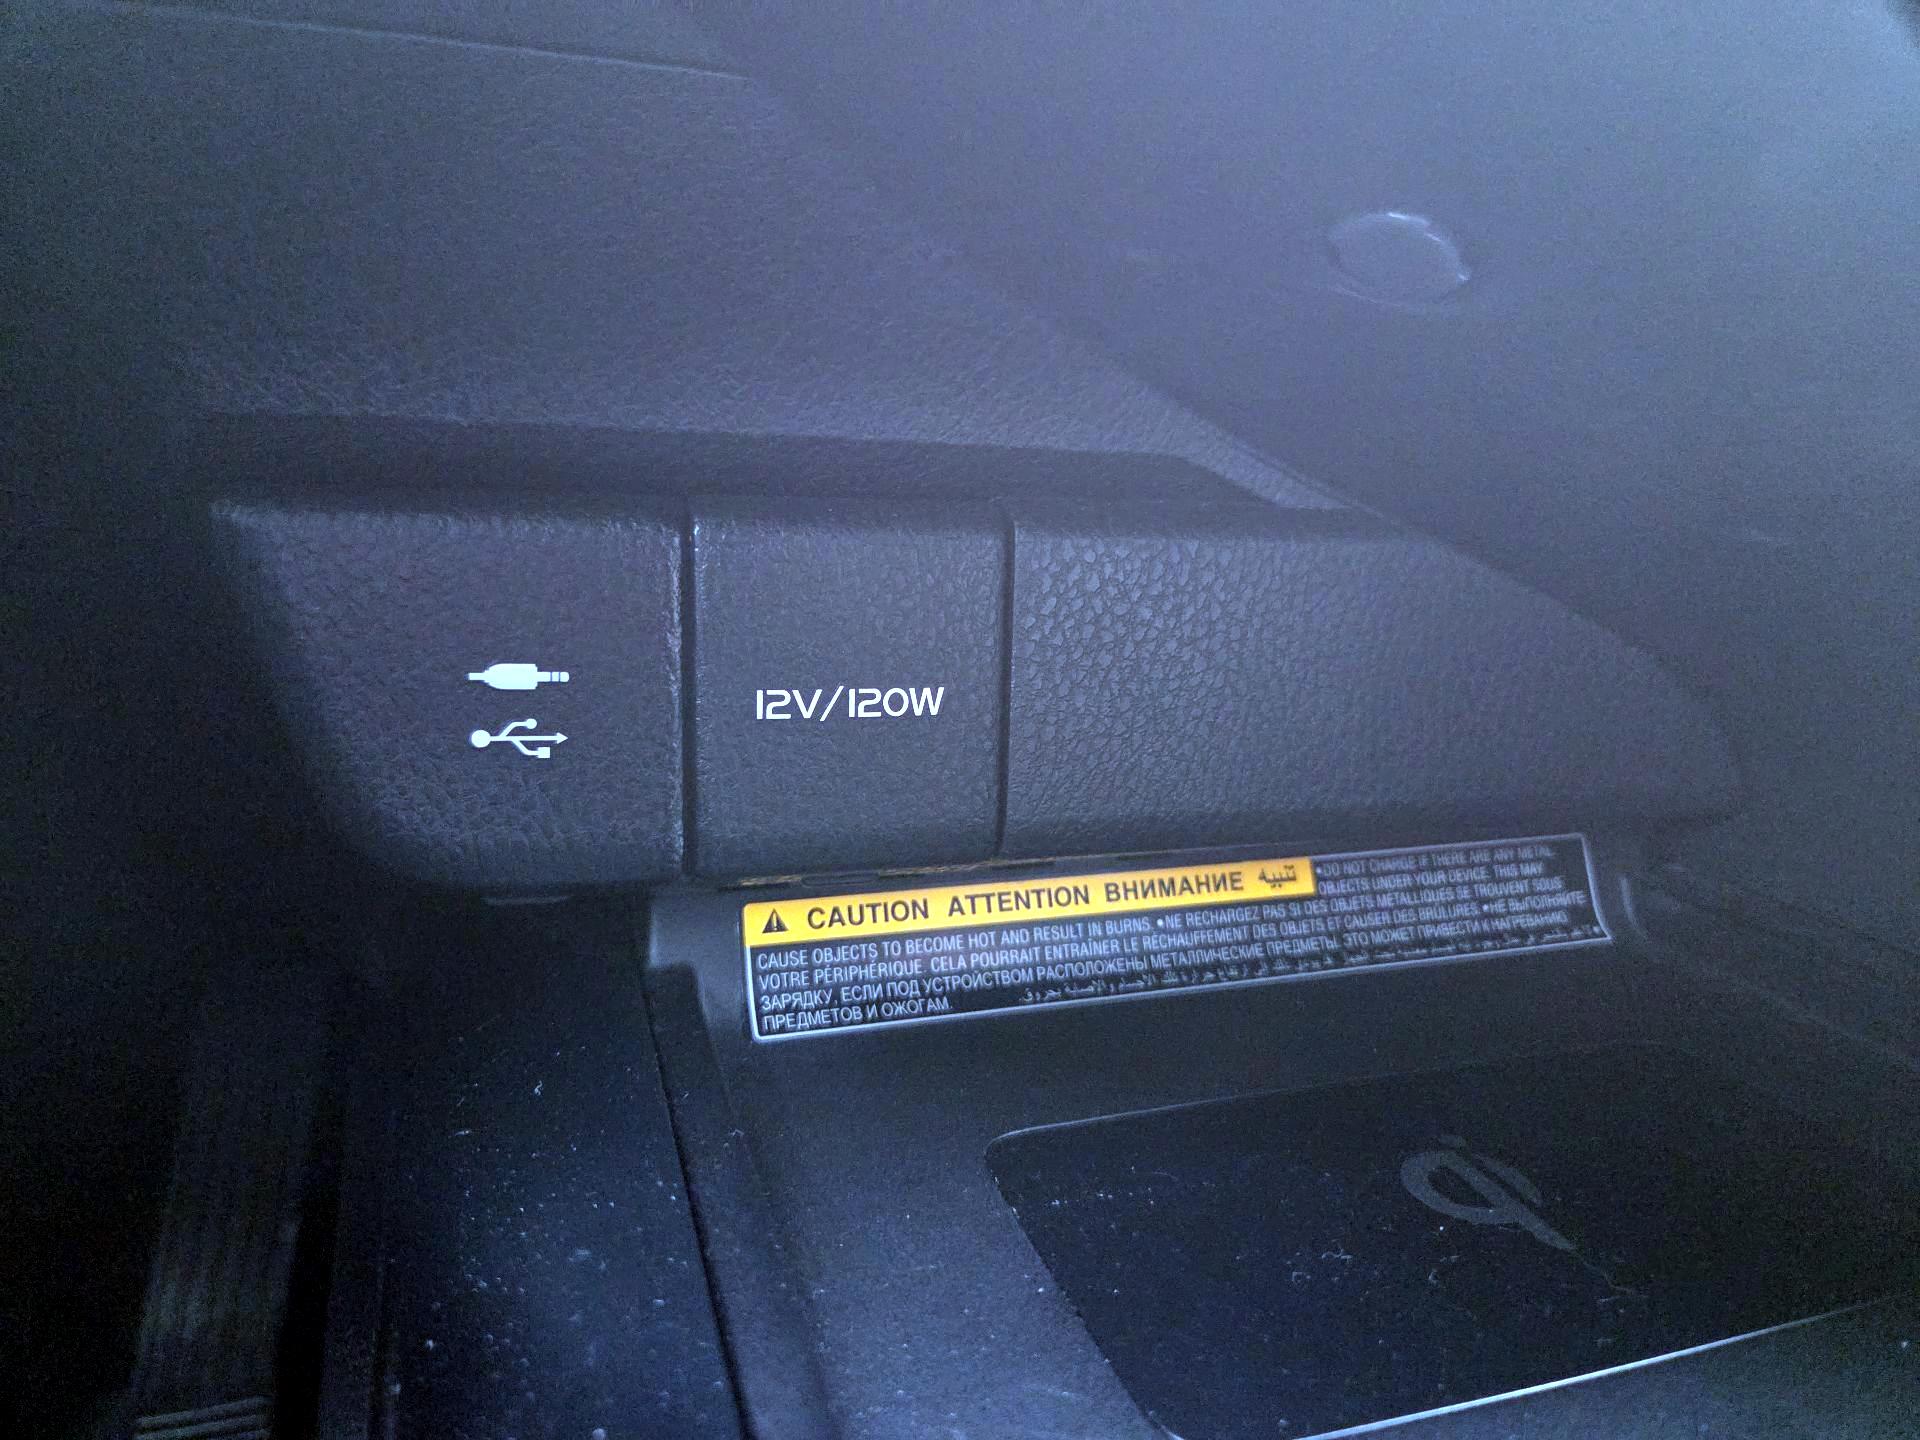 12V/120W
CAUTION ATTENTION ВНИМАНИЕ تنبيه
•DO NOT CHARGE IF THERE ARE ANY METAL
OBJECTS UNDER YOUR DEVICE. THIS MAY
CAUSE OBJECTS TO BECOME HOT AND RESULT IN BURNS. •NE RECHARGEZ PAS SI DES OBJETS MÉTALLIQUES SE TROUVENT SOUS
VOTRE PÉRIPHÉRIQUE. CELA POURRAIT ENTRAÎNER LE RÉCHAUFFEMENT DES OBJETS ET CAUSER DES BRÛLURES. •НЕ ВЫПОЛНЯЙТЕ
ЗАРЯДКУ, ЕСЛИ ПОД УСТРОЙСТВОМ РАСПОЛОЖЕНЫ МЕТАЛЛИЧЕСКИЕ ПРЕДМЕТЫ. ЭТО МОЖЕТ ПРИВЕСТИ К НАГРЕВАНИЮ
ПРЕДМЕТОВ И ОЖОГАМ.